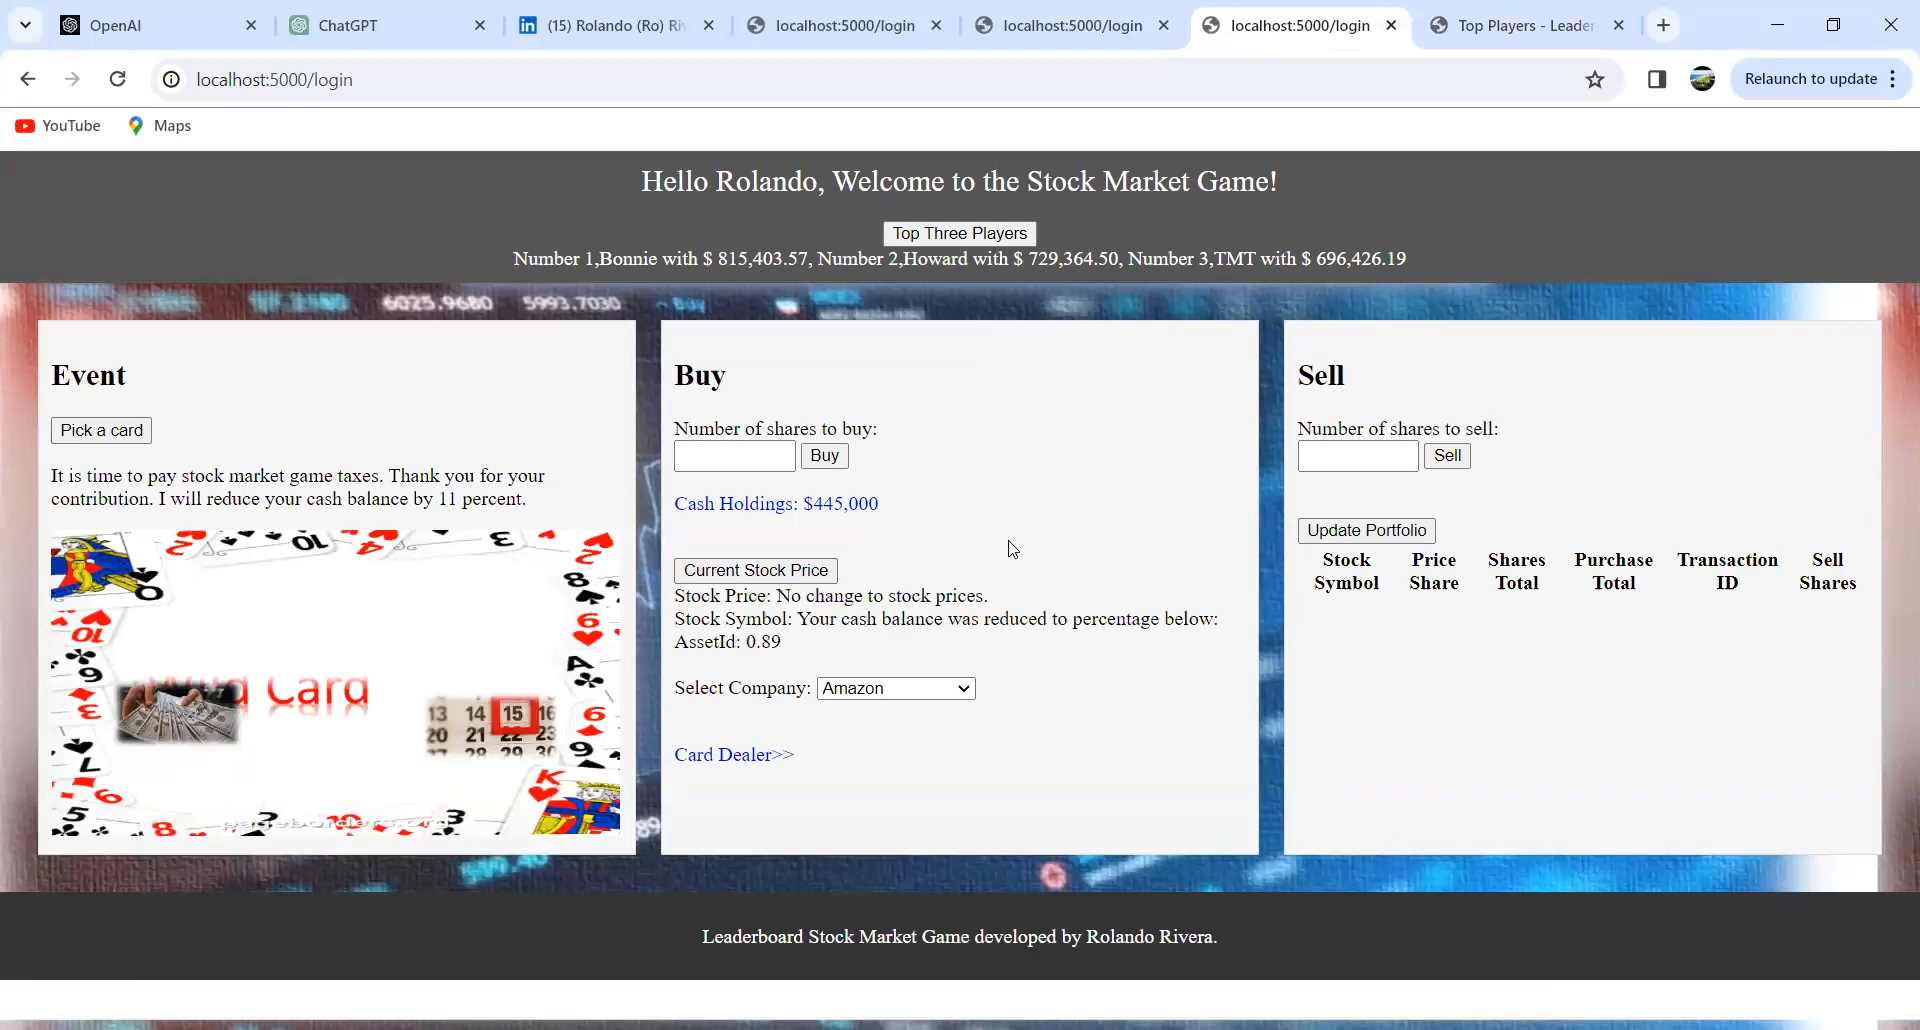 OpenAI
ChatGPT
(15) Rolando (Ro) Ri
localhost:5000/login
localhost:5000/login
localhost:5000/login
Top Players - Leader
localhost:5000/login
Relaunch to update
YouTube
Maps
Hello Rolando, Welcome to the Stock Market Game!
Top Three Players
Number 1,Bonnie with $ 815,403.57, Number 2,Howard with $ 729,364.50, Number 3,TMT with $ 696,426.19
6025.9680 5993.7030 Buy
Event
Pick a card
It is time to pay stock market game taxes. Thank you for your
contribution. I will reduce your cash balance by 11 percent.
Card
13 14 15 16
20 21 22 23
28 29 30
Buy
Number of shares to buy:
Buy
Cash Holdings: $445,000
Current Stock Price
Stock Price: No change to stock prices.
Stock Symbol: Your cash balance was reduced to percentage below:
AssetId: 0.89
Select Company: Amazon
Card Dealer>>
Sell
Number of shares to sell:
Sell
Update Portfolio
Stock Price Shares Purchase Transaction Sell
Symbol Share Total Total ID Shares
Leaderboard Stock Market Game developed by Rolando Rivera.